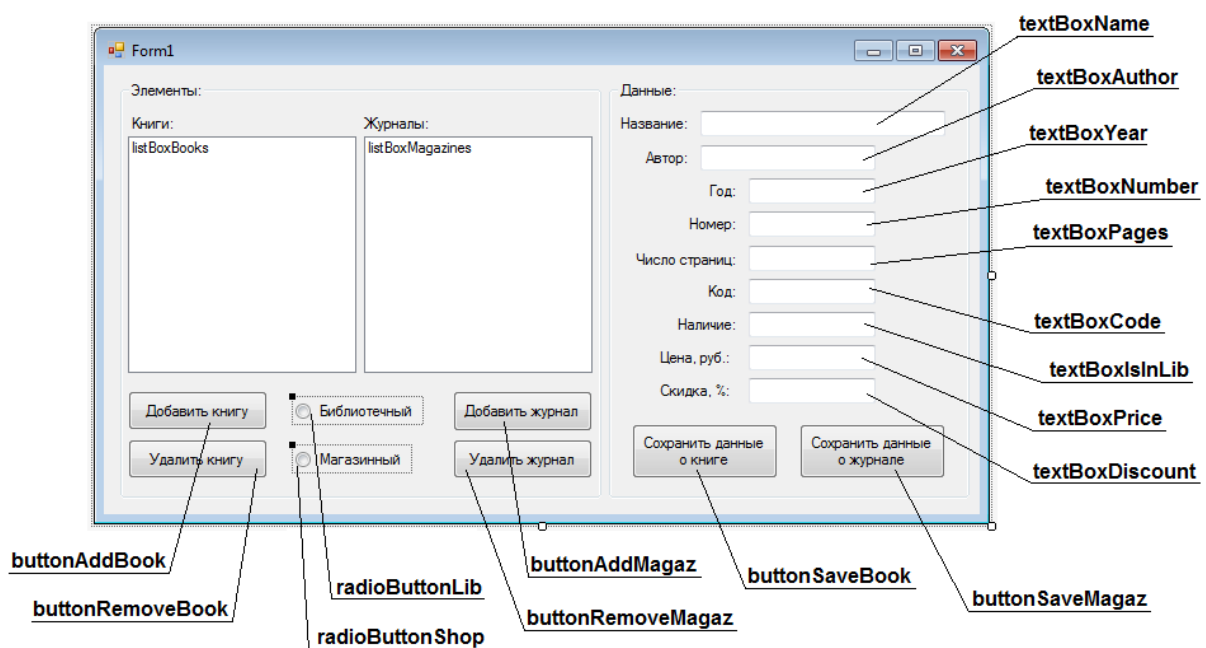 textBoxName
Form1
textBoxAuthor
Элементы:
Данные:
Книги:
Журналы:
Название:
textBoxYear
listBoxBooks
listBoxMagazines
Автор:
Год:
textBoxNumber
Номер:
textBoxPages
Число страниц:
Код:
textBoxCode
Наличие:
Цена, руб.:
textBoxIsInLib
Скидка, %:
textBoxPrice
Добавить книгу
Библиотечный
Добавить журнал
Сохранить данные
о книге
Сохранить данные
о журнале
Удалить книгу
Магазинный
Удалить журнал
textBoxDiscount
buttonAddBook
buttonAddMagaz
buttonSaveBook
radioButtonLib
buttonSaveMagaz
buttonRemoveBook
buttonRemoveMagaz
radioButtonShop